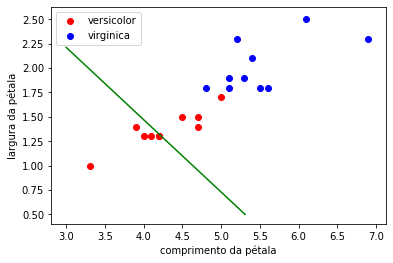 versicolor
virginica
largura da pétala
2.50
2.25
2.00
1.75
1.50
1.25
1.00
0.75
0.50
3.0 3.5 4.0 4.5 5.0 5.5 6.0 6.5 7.0
comprimento da pétala